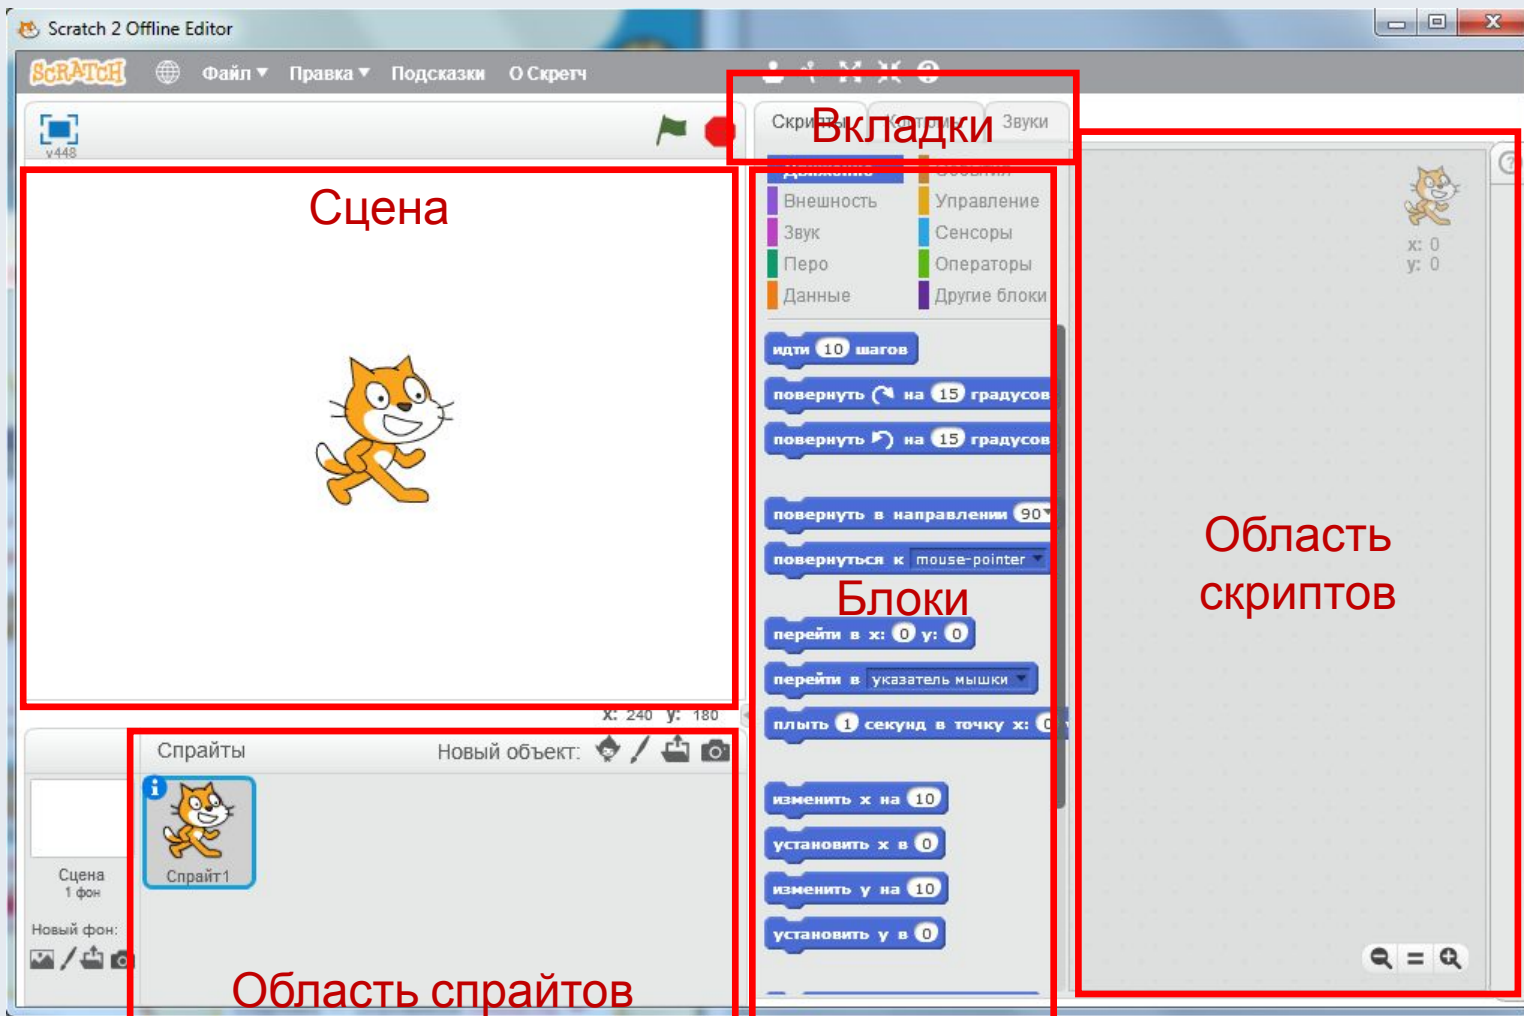 Scratch 2 Offline Editor
SCRATCH Файл Правка Подсказки О Скретч
v448
Скрипты Костюмы Звуки
Вкладки
Сцена
Движение События
Внешность Управление
Звук Сенсоры
Перо Операторы
Данные Другие блоки
идти 10 шагов
повернуть на 15 градусов
повернуть на 15 градусов
повернуть в направлении 90
повернуться к mouse-pointer
Блоки
перейти в x: 0 y: 0
перейти в указатель мышки
плыть 1 секунд в точку x: 0
изменить x на 10
установить x в 0
изменить y на 10
установить y в 0
x: 0
y: 0
Область
скриптов
x: 240 y: 180
Спрайты Новый объект:
Спрайт1
Сцена
1 фон
Новый фон:
Область спрайтов